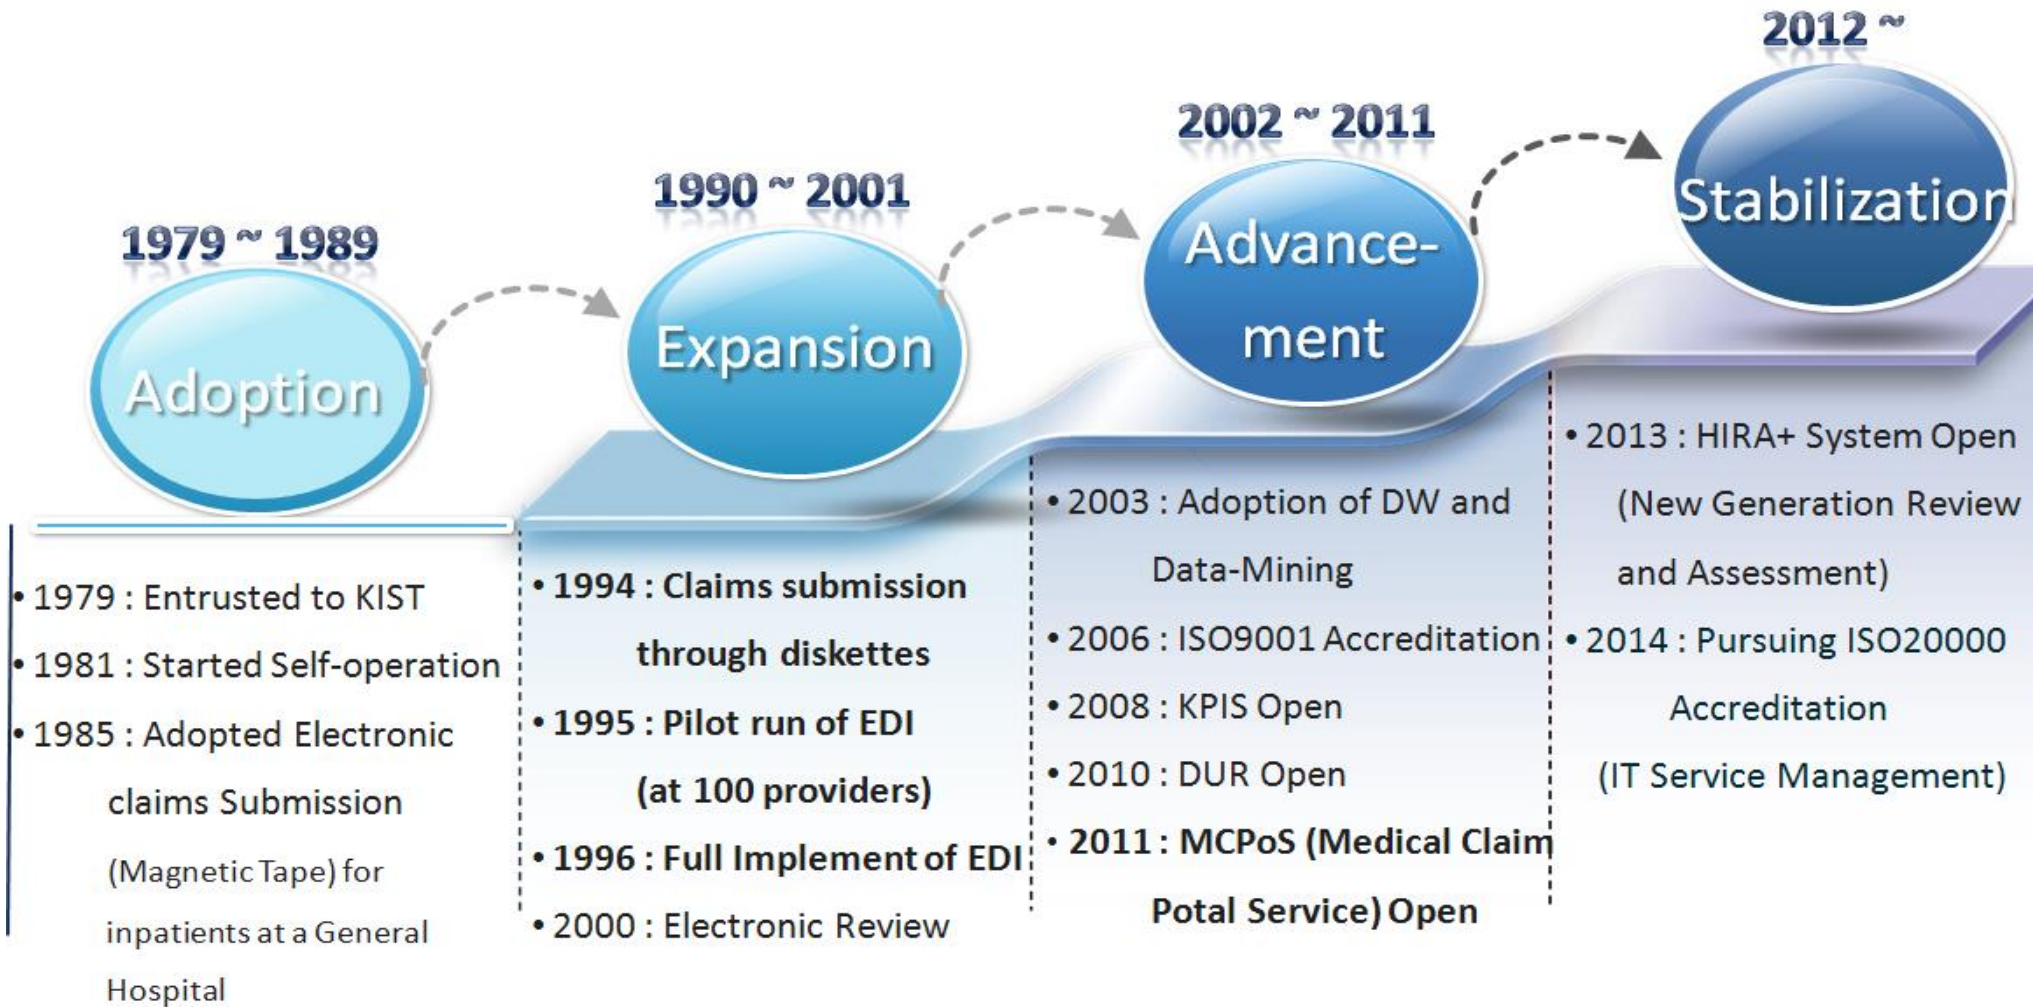 1979 ~ 1989
Adoption
• 1979 : Entrusted to KIST
• 1981 : Started Self-operation
• 1985 : Adopted Electronic
claims Submission
(Magnetic Tape) for
inpatients at a General
Hospital
1990 ~ 2001
Expansion
• 1994 : Claims submission
through diskettes
• 1995 : Pilot run of EDI
(at 100 providers)
• 1996 : Full Implement of EDI
• 2000 : Electronic Review
2002 ~ 2011
Advance-
ment
• 2003 : Adoption of DW and
Data-Mining
• 2006 : ISO9001 Accreditation
• 2008 : KPIS Open
• 2010 : DUR Open
• 2011 : MCPoS (Medical Claim
Potal Service) Open
2012 ~
Stabilization
• 2013 : HIRA+ System Open
(New Generation Review
and Assessment)
• 2014 : Pursuing ISO20000
Accreditation
(IT Service Management)